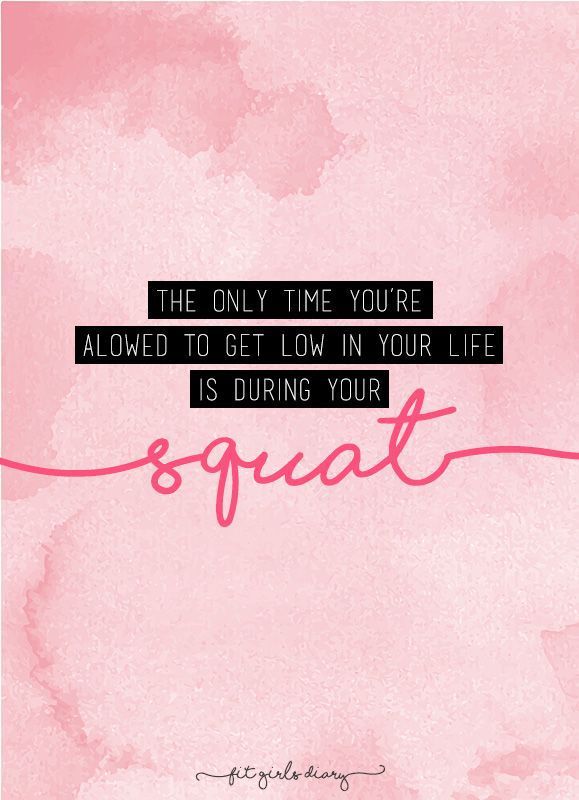 THE ONLY TIME YOU'RE
ALOWED TO GET LOW IN YOUR LIFE
IS DURING YOUR
squat
fit girls diary